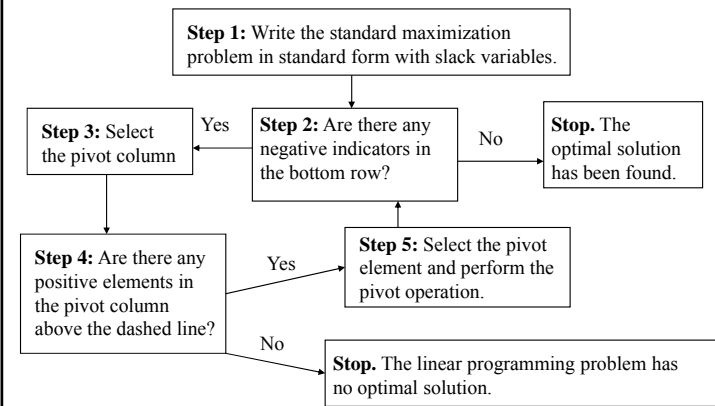 Step 1: Write the standard maximization
problem in standard form with slack variables.
Step 2: Are there any
negative indicators in
the bottom row?
Yes
Step 3: Select
the pivot column
No
Stop. The
optimal solution
has been found.
Step 4: Are there any
positive elements in
the pivot column
above the dashed line?
Yes
Step 5: Select the pivot
element and perform the
pivot operation.
No
Stop. The linear programming problem has
no optimal solution.